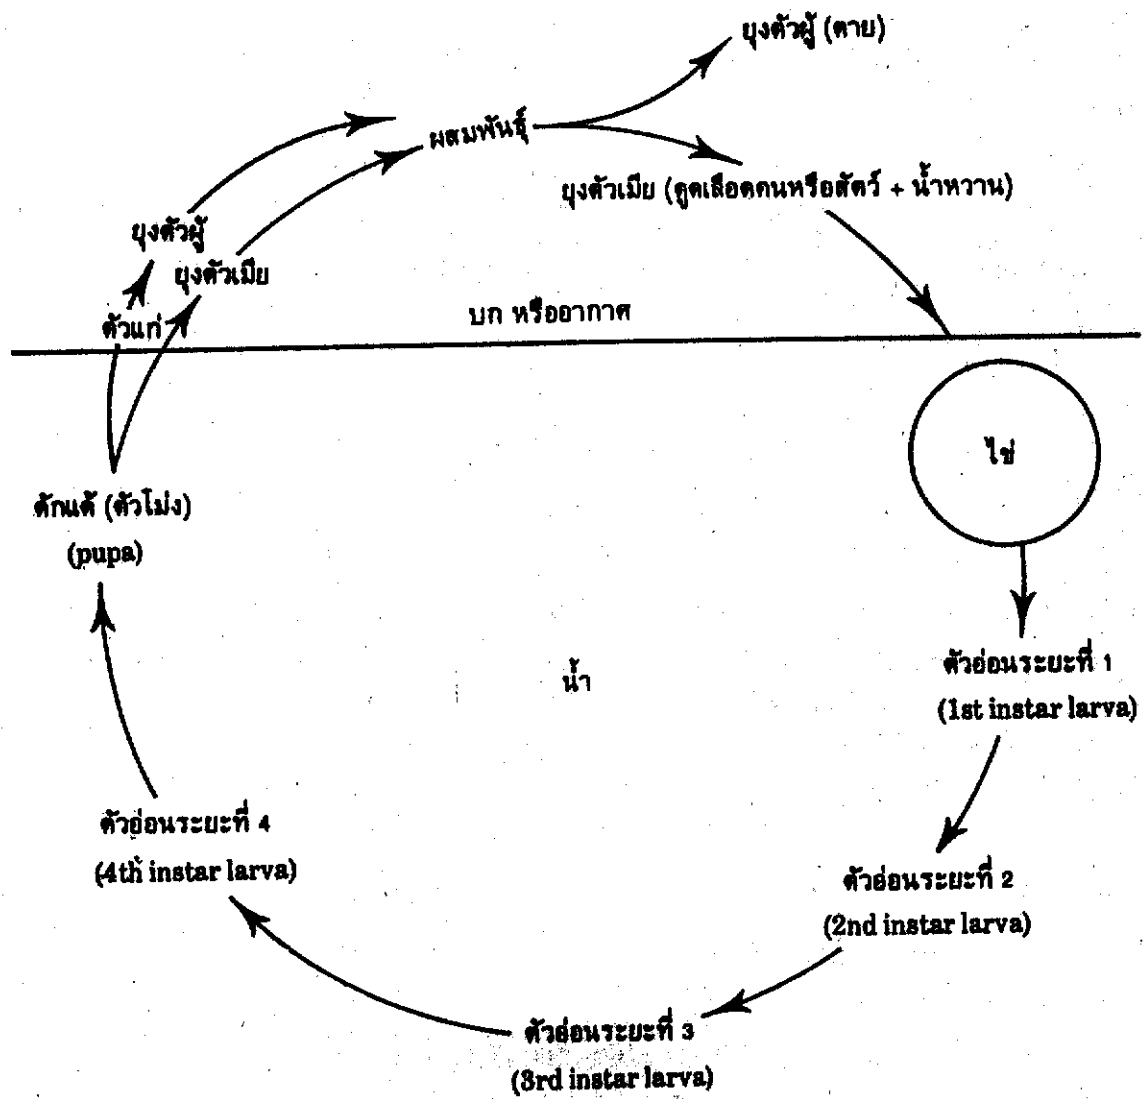 ยุงตัวผู้ (ตาย)
ผสมพันธุ์
ยุงตัวเมีย (ดูดเลือดคนหรือสัตว์ + น้ำหวาน)
ยุงตัวผู้
ยุงตัวเมีย
ตัวแก่
บก หรืออากาศ
ไข่
ดักแด้ (ตัวโม่ง)
(pupa)
น้ำ
ตัวอ่อนระยะที่ 1
(1st instar larva)
ตัวอ่อนระยะที่ 4
(4th instar larva)
ตัวอ่อนระยะที่ 2
(2nd instar larva)
ตัวอ่อนระยะที่ 3
(3rd instar larva)